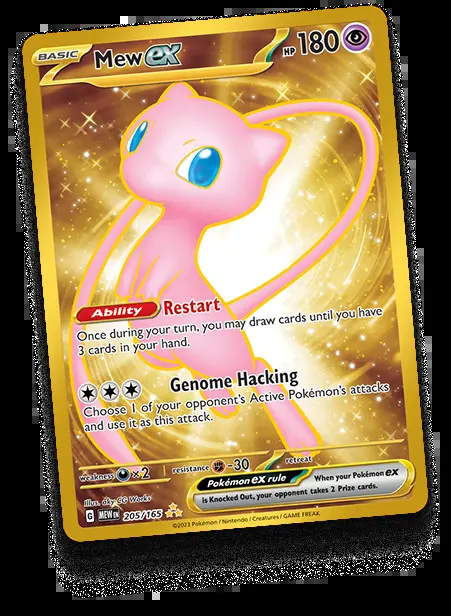 BASIC Mew ex HP 180
Ability Restart
Once during your turn, you may draw cards until you have
3 cards in your hand.
Genome Hacking
Choose 1 of your opponent's Active Pokémon's attacks
and use it as this attack.
weakness ×2 resistance -30 retreat
Pokémon ex rule When your Pokémon ex
is Knocked Out, your opponent takes 2 Prize cards.
Illus. aky CG Works
G MEW EN 205/165
©2023 Pokémon / Nintendo / Creatures / GAME FREAK